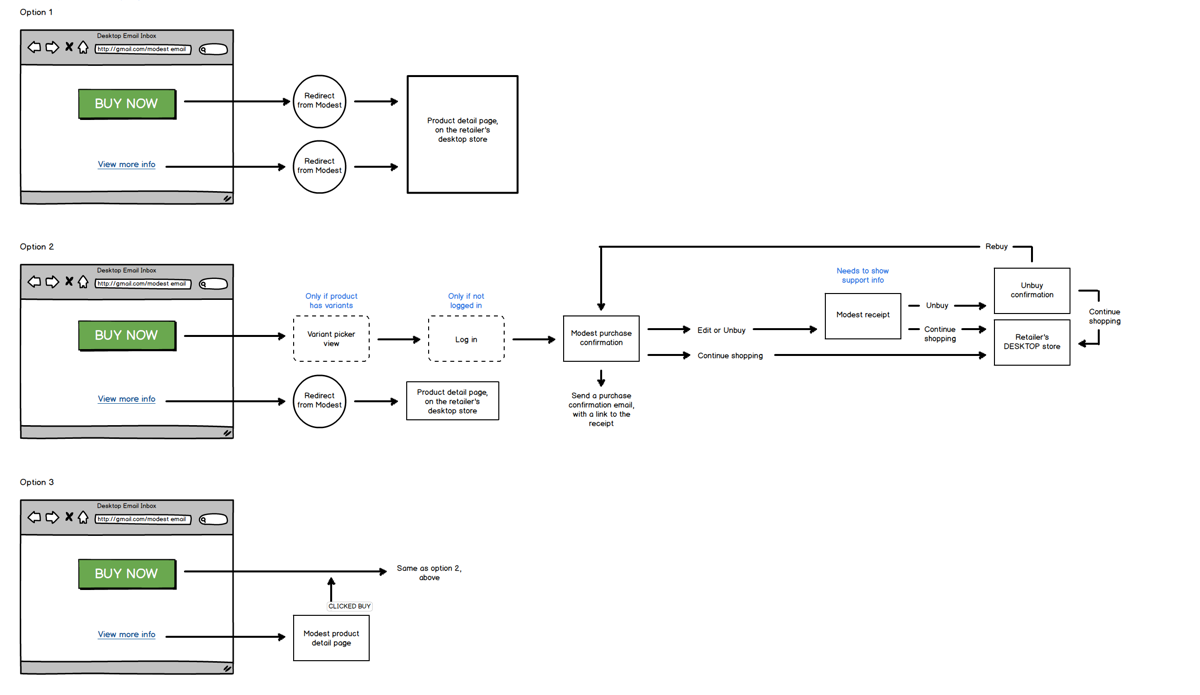 Option 1
Desktop Email Inbox
http://gmail.com/modest email
BUY NOW
View more info
Redirect
from Modest
Redirect
from Modest
Product detail page,
on the retailer's
desktop store
Option 2
Desktop Email Inbox
http://gmail.com/modest email
BUY NOW
View more info
Only if product
has variants
Variant picker
view
Only if not
logged in
Log in
Redirect
from Modest
Product detail page,
on the retailer's
desktop store
Modest purchase
confirmation
Send a purchase
confirmation email,
with a link to the
receipt
Edit or Unbuy
Continue shopping
Needs to show
support info
Modest receipt
Unbuy
Continue
shopping
Rebuy
Unbuy
confirmation
Retailer's
DESKTOP store
Continue
shopping
Option 3
Desktop Email Inbox
http://gmail.com/modest email
BUY NOW
View more info
Same as option 2,
above
CLICKED BUY
Modest product
detail page